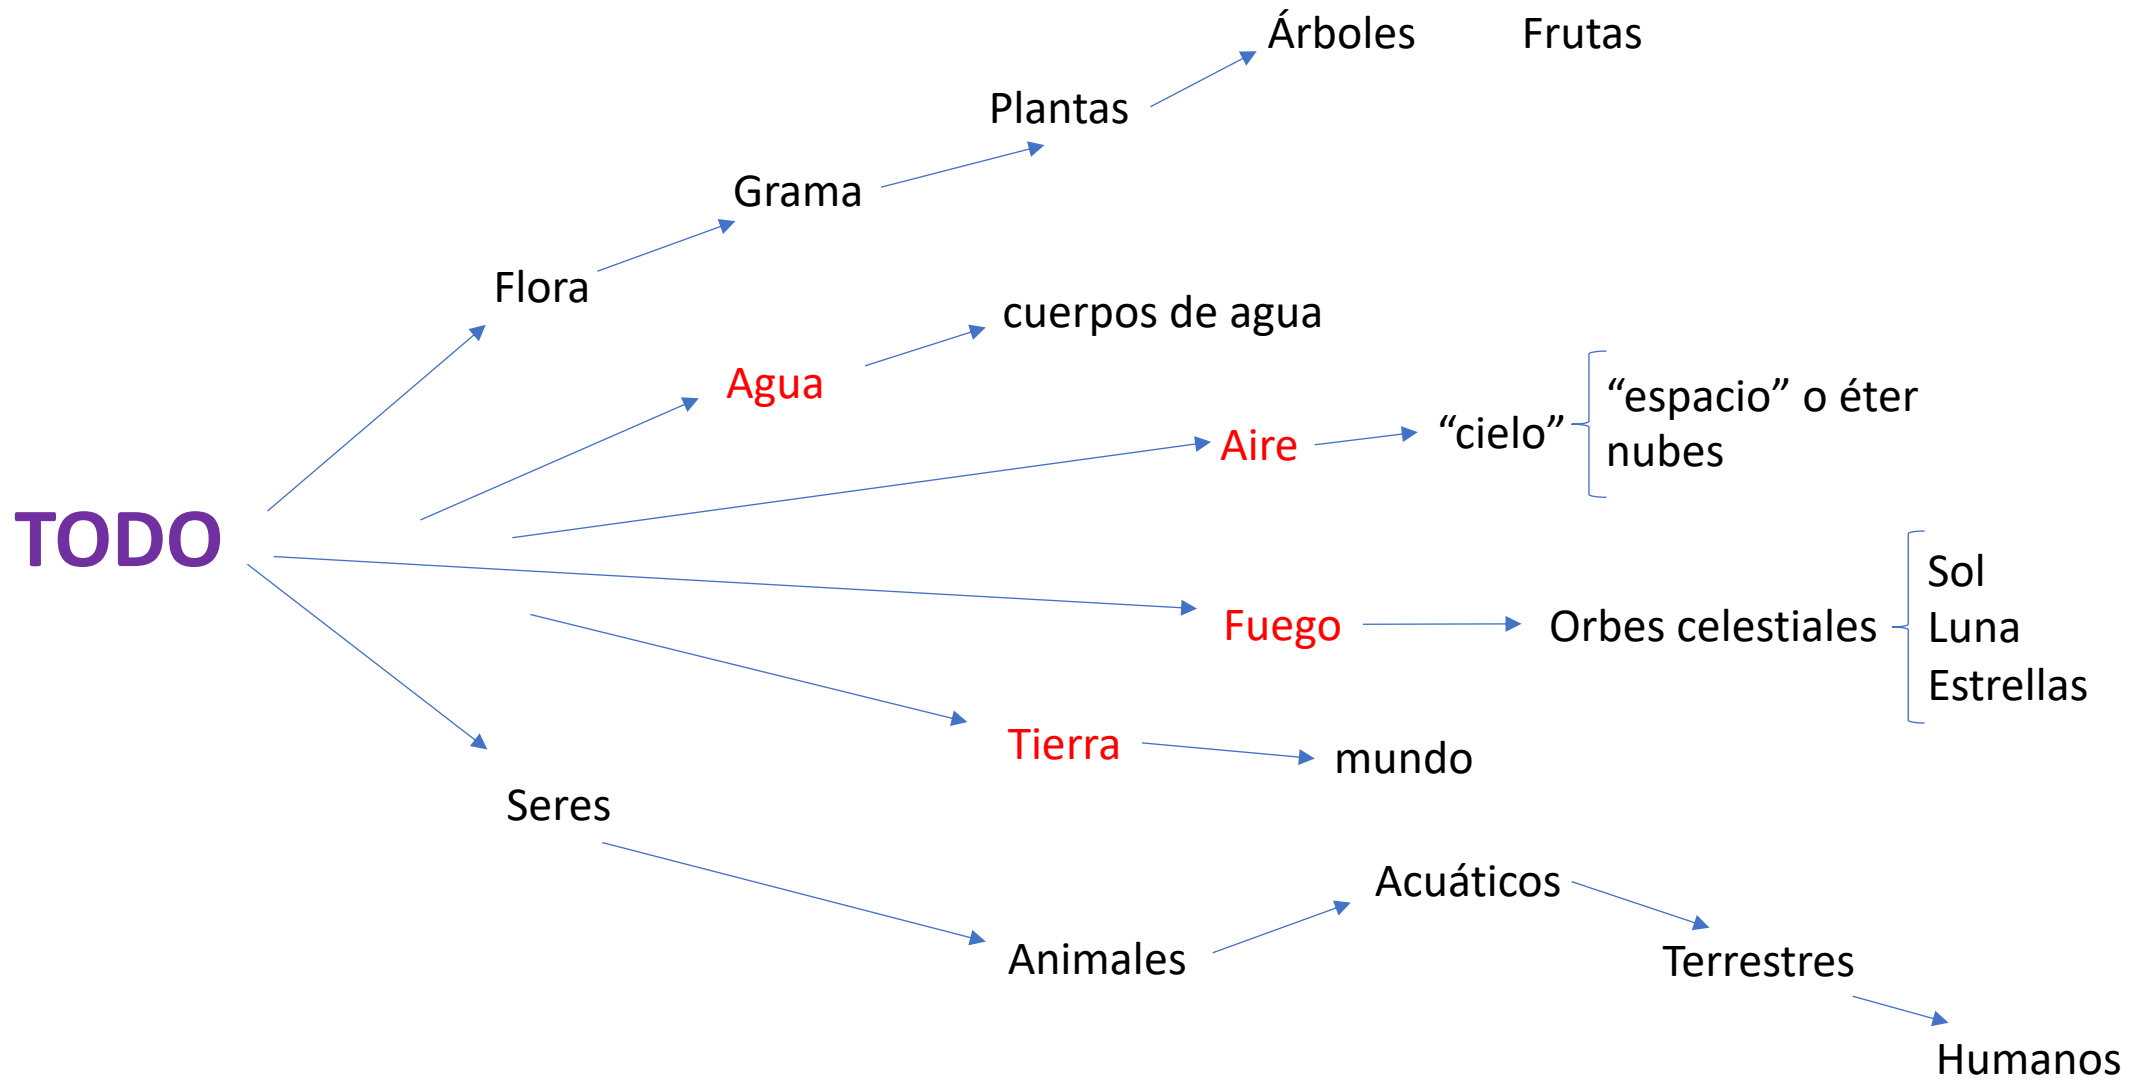 Árboles Frutas
Plantas
Grama
Flora
cuerpos de agua
Agua
Aire
“cielo”
“espacio” o éter
nubes
TODO
Fuego
Orbes celestiales
Sol
Luna
Estrellas
Tierra
mundo
Seres
Animales
Acuáticos
Terrestres
Humanos